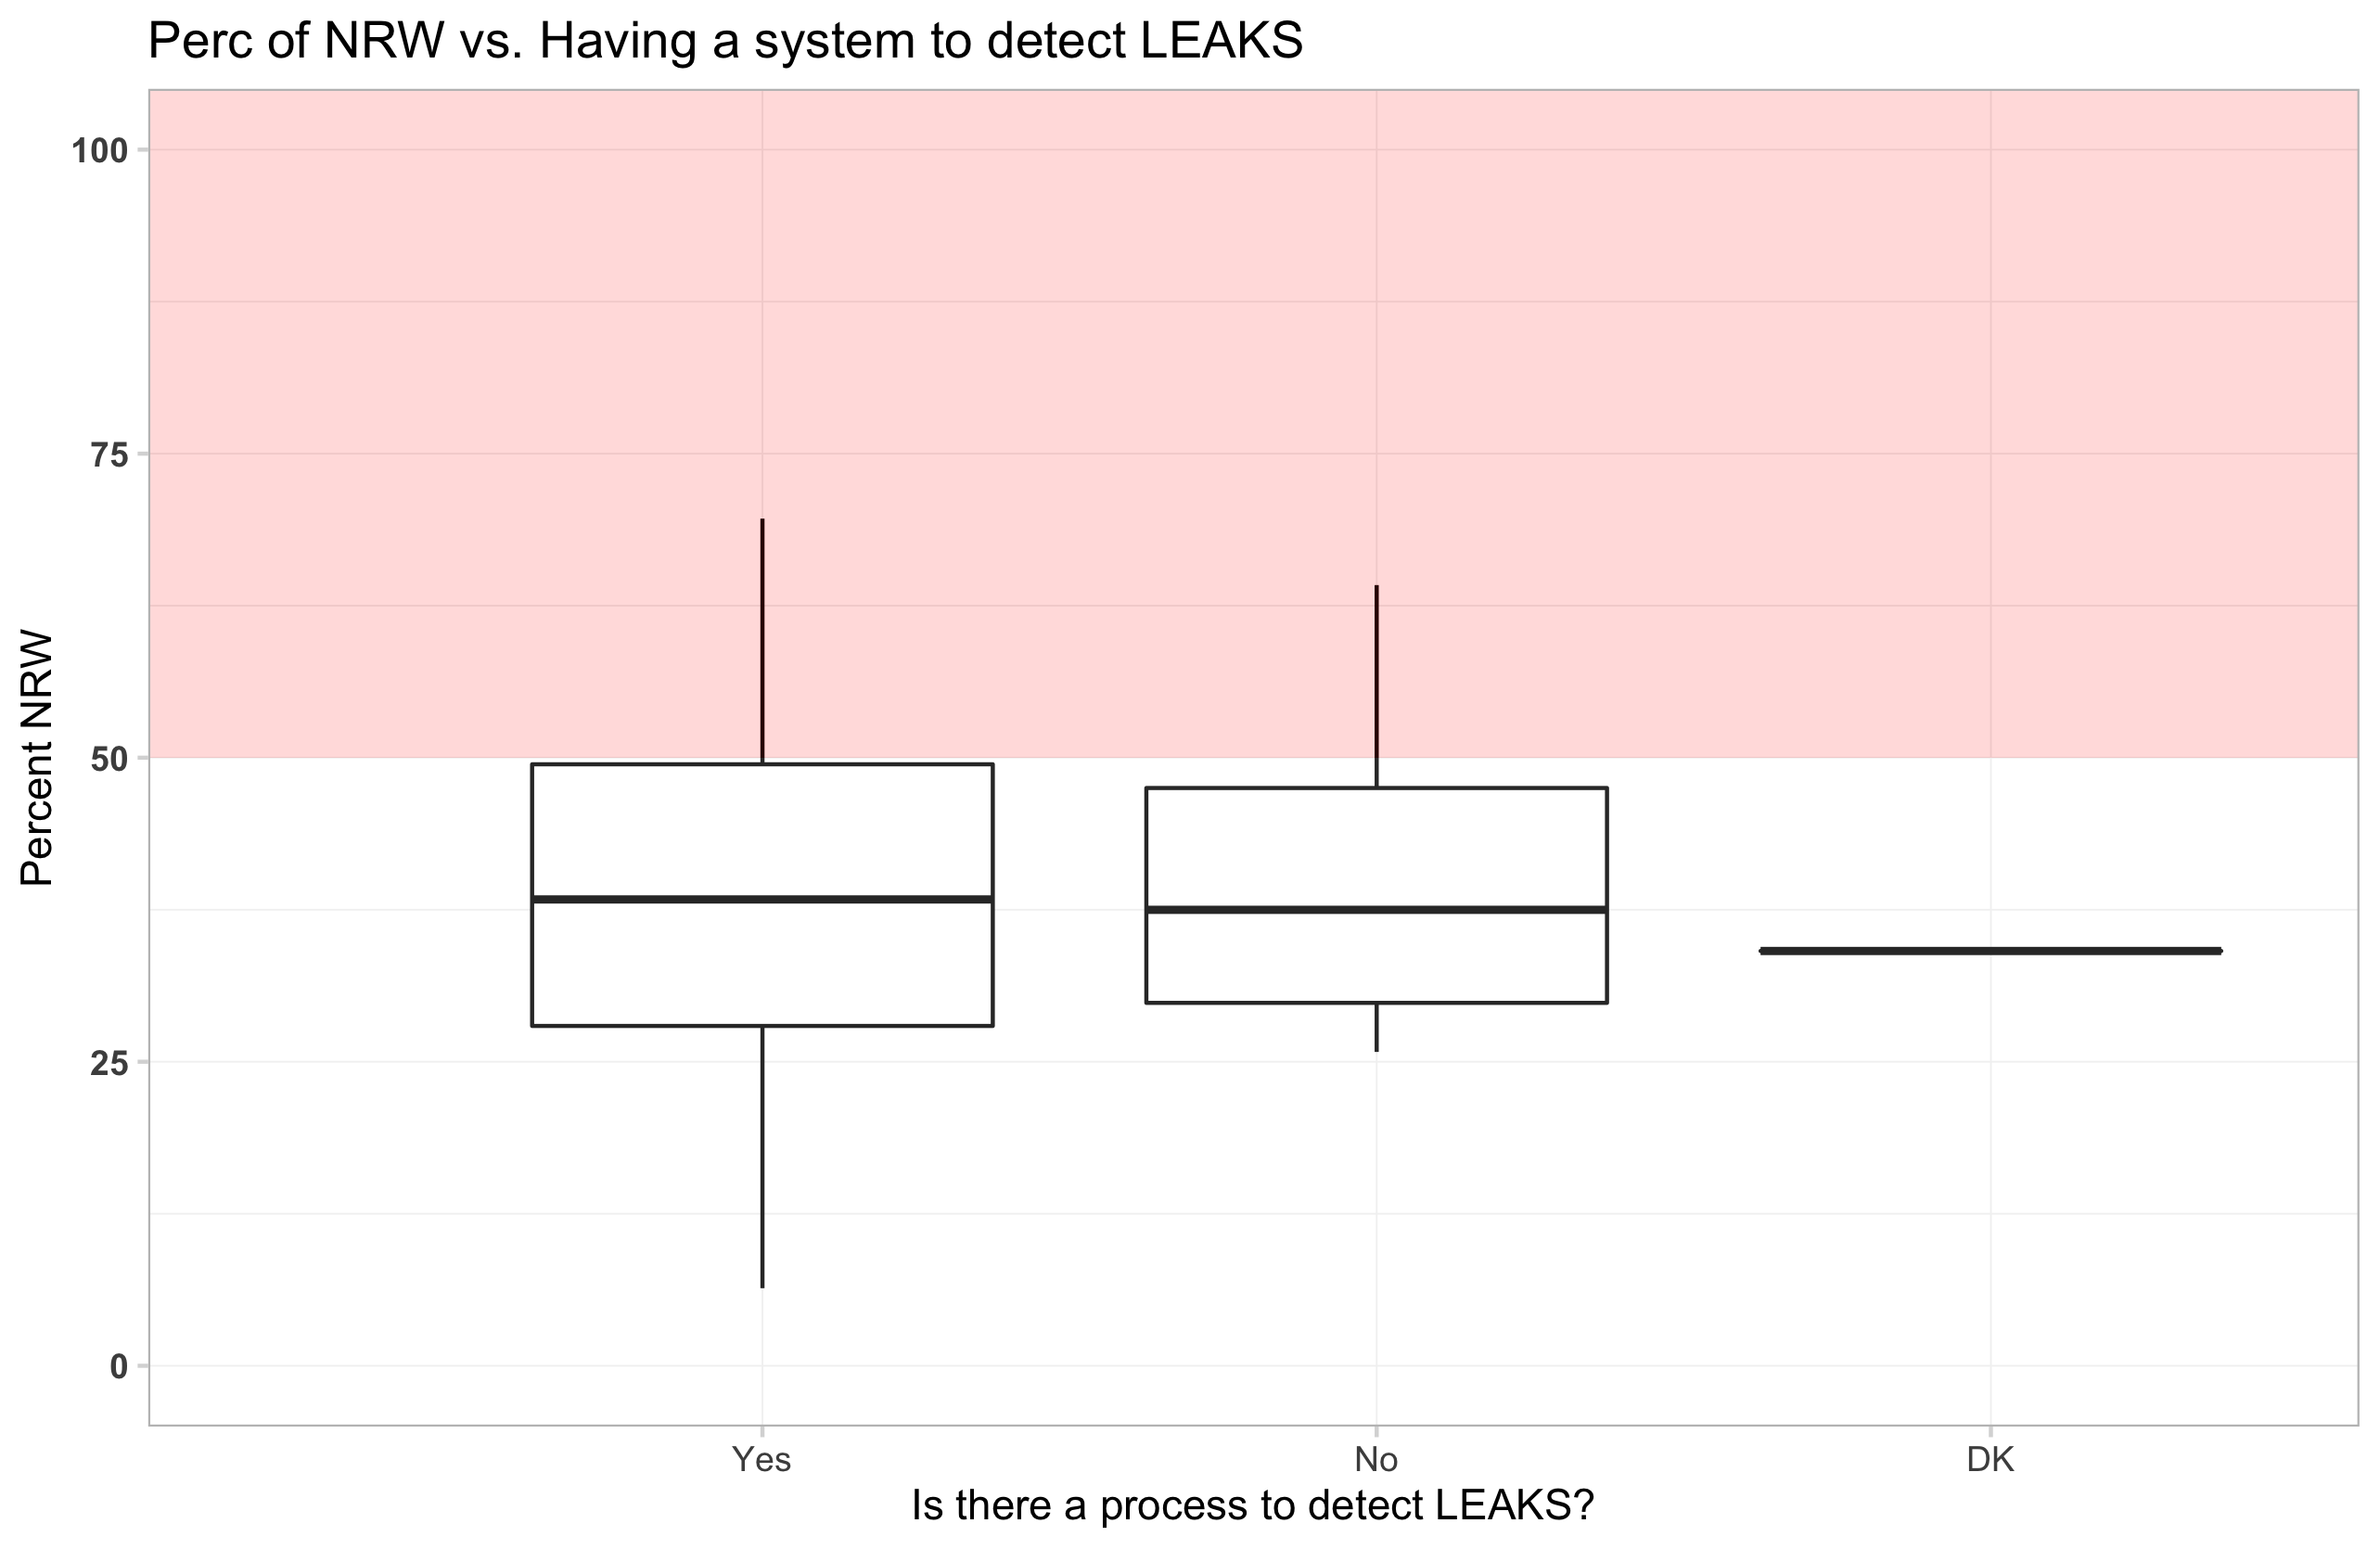 Perc of NRW vs. Having a system to detect LEAKS
100
75
50
25
0
Percent NRW
Yes No DK
Is there a process to detect LEAKS?